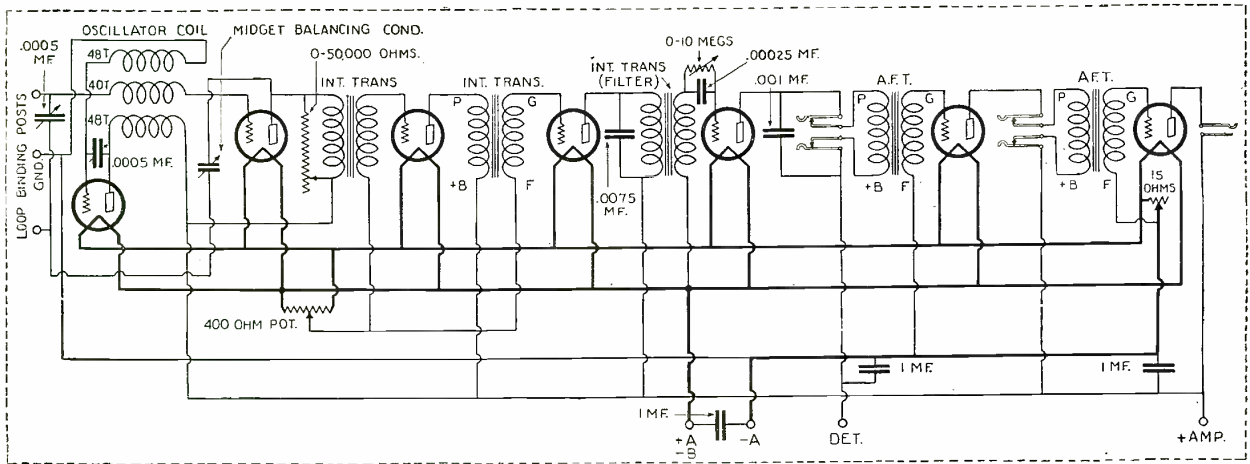 OSCILLATOR COIL
MIDGET BALANCING COND.
.0005
MF.
48T
40T
48T
.0005 MF.
0-50,000 OHMS.
INT. TRANS
INT. TRANS.
P
G
+B
F
INT. TRANS
(FILTER)
0-10 MEGS
.00025 MF.
.001 MF.
.0075
MF.
A.F.T.
P
G
+B
F
A.F.T.
P
G
+B
F
15
OHMS
LOOP BINDING POSTS
GND.
400 OHM POT.
1 MF.
1 MF.
1 MF.
+A
-B
-A
DET.
+AMP.